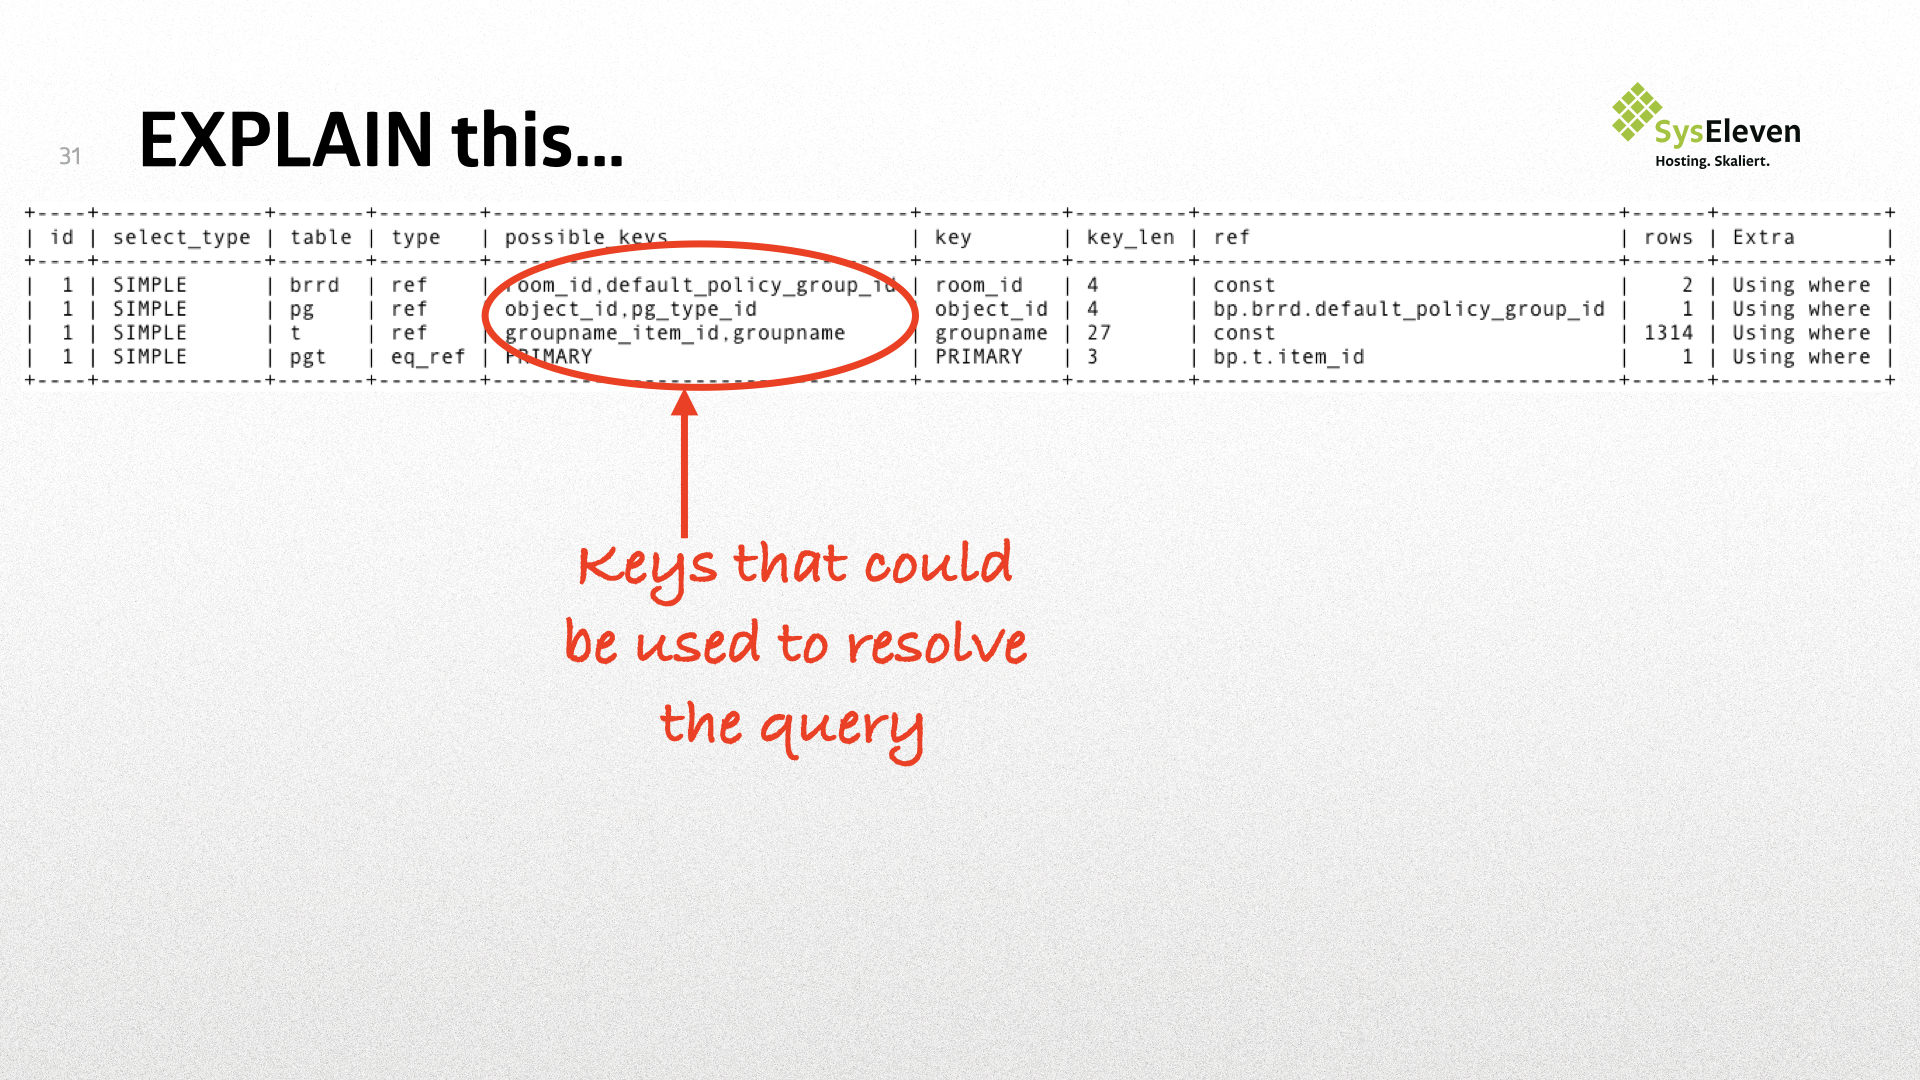 31
EXPLAIN this...
SysEleven
Hosting. Skaliert.
+----+-------------+-------+--------+---------------------------------+-----------+---------+---------------------------------+------+-------------+
| id | select_type | table | type | possible_keys | key | key_len | ref | rows | Extra |
+----+-------------+-------+--------+---------------------------------+-----------+---------+---------------------------------+------+-------------+
| 1 | SIMPLE | brrd | ref | room_id,default_policy_group_id | room_id | 4 | const | 2 | Using where |
| 1 | SIMPLE | pg | ref | object_id,pg_type_id | object_id | 4 | bp.brrd.default_policy_group_id | 1 | Using where |
| 1 | SIMPLE | t | ref | groupname_item_id,groupname | groupname | 27 | const | 1314 | Using where |
| 1 | SIMPLE | pgt | eq_ref | PRIMARY | PRIMARY | 3 | bp.t.item_id | 1 | Using where |
+----+-------------+-------+--------+---------------------------------+-----------+---------+---------------------------------+------+-------------+
Keys that could
be used to resolve
the query